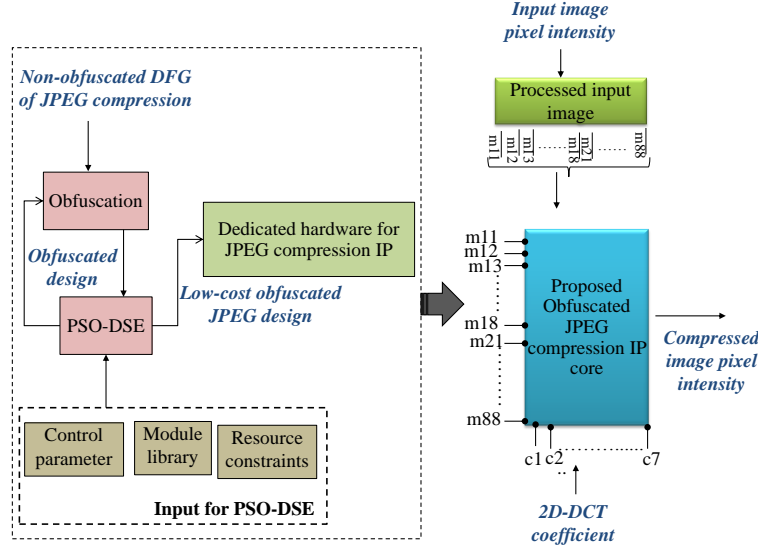 Non-obfuscated DFG
of JPEG compression
Obfuscation
Obfuscated
design
PSO-DSE
Dedicated hardware for
JPEG compression IP
Low-cost obfuscated
JPEG design
Control
parameter
Module
library
Resource
constraints
Input for PSO-DSE
Input image
pixel intensity
Processed input
image
m11 m12 m13 ...... m18 m21 ...... m88
m11
m12
m13
m18
m21
m88
Proposed
Obfuscated
JPEG
compression IP
core
Compressed
image pixel
intensity
c1 c2 c7
2D-DCT
coefficient